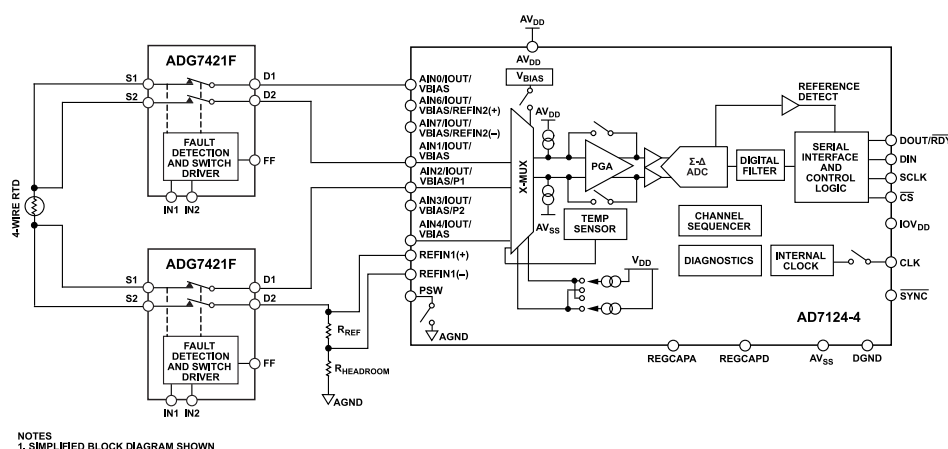 AV DD
ADG7421F
S1
S2
D1
D2
FAULT
DETECTION
AND SWITCH
DRIVER
FF
IN1 IN2
4-WIRE RTD
ADG7421F
S1
S2
D1
D2
FAULT
DETECTION
AND SWITCH
DRIVER
FF
IN1 IN2
RREF
RHEADROOM
AGND
AVDD
AIN0/IOUT/
VBIAS
AIN6/IOUT/
VBIAS/REFIN2(+)
AIN7/IOUT/
VBIAS/REFIN2(−)
AIN1/IOUT/
VBIAS
AIN2/IOUT/
VBIAS/P1
AIN3/IOUT/
VBIAS/P2
AIN4/IOUT/
VBIAS
REFIN1(+)
REFIN1(−)
PSW
AGND
VBIAS
AVDD
X-MUX
AVSS
PGA
TEMP
SENSOR
VDD
Σ-Δ
ADC
DIGITAL
FILTER
REFERENCE
DETECT
SERIAL
INTERFACE
AND
CONTROL
LOGIC
CHANNEL
SEQUENCER
DIAGNOSTICS
INTERNAL
CLOCK
DOUT/RDY
DIN
SCLK
CS
IOVDD
CLK
SYNC
AD7124-4
REGCAPA
REGCAPD
AVSS
DGND
NOTES
1. SIMPLIFIED BLOCK DIAGRAM SHOWN